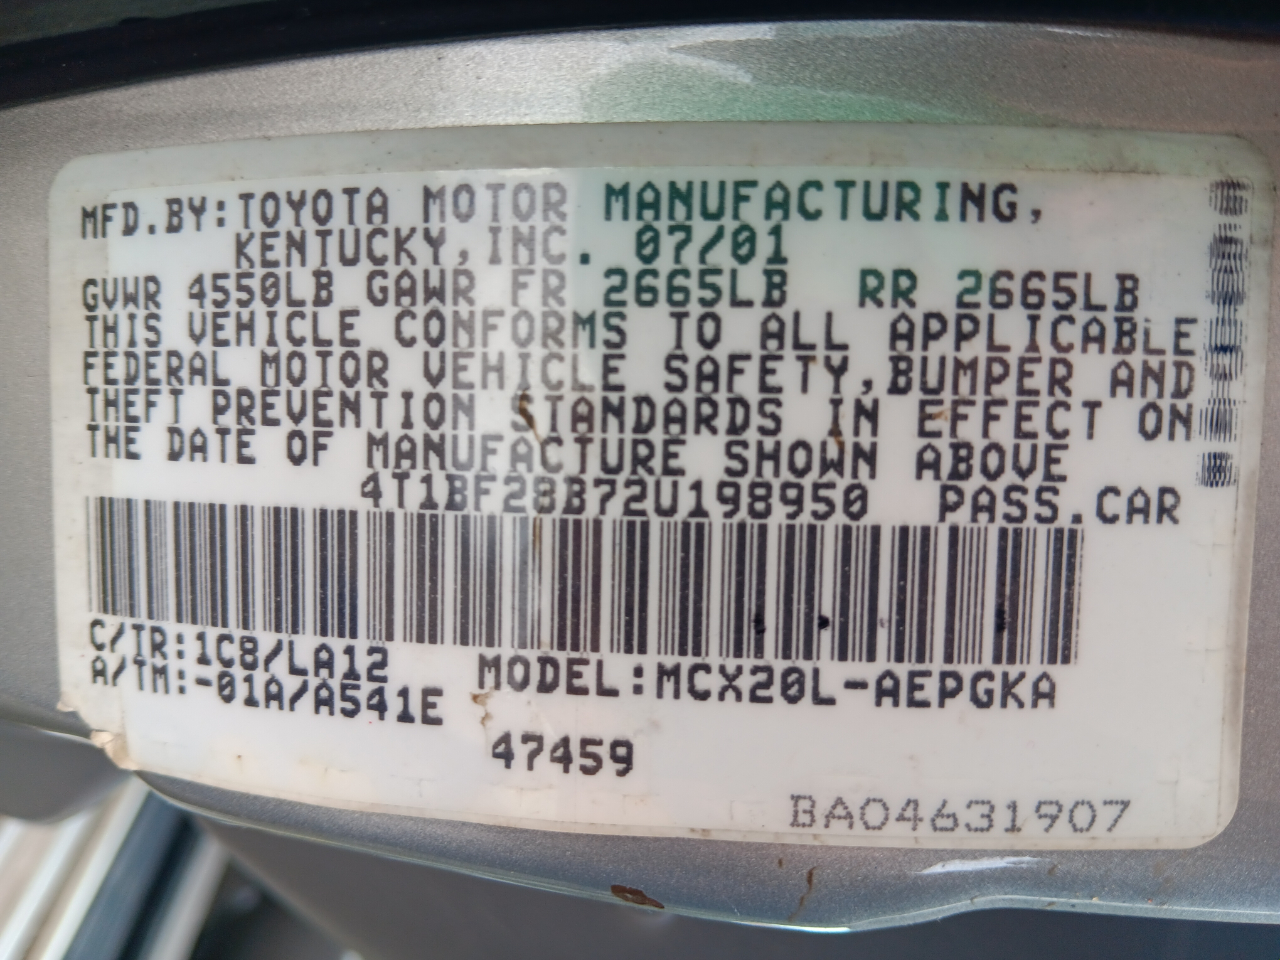 MFD.BY:TOYOTA MOTOR MANUFACTURING,
KENTUCKY,INC. 07/01
GVWR 4550LB GAWR FR 2665LB RR 2665LB
THIS VEHICLE CONFORMS TO ALL APPLICABLE
FEDERAL MOTOR VEHICLE SAFETY,BUMPER AND
THEFT PREVENTION STANDARDS IN EFFECT ON
THE DATE OF MANUFACTURE SHOWN ABOVE
4T1BF28B72U198950 PASS.CAR
C/TR:1C8/LA12
A/TM:-01A/A541E MODEL:MCX20L-AEPGKA
47459
BA04631907